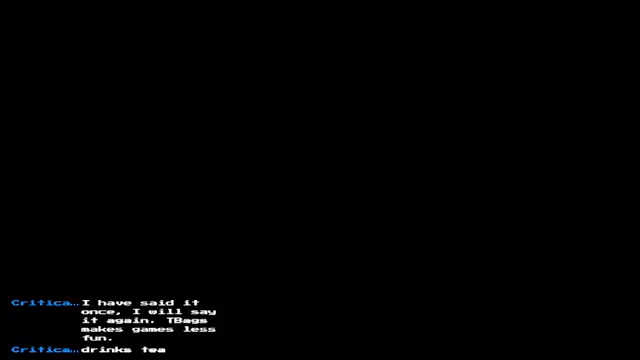 Critica… I have said it
once, I will say
it again. TBags
makes games less
fun.
Critica… drinks tea